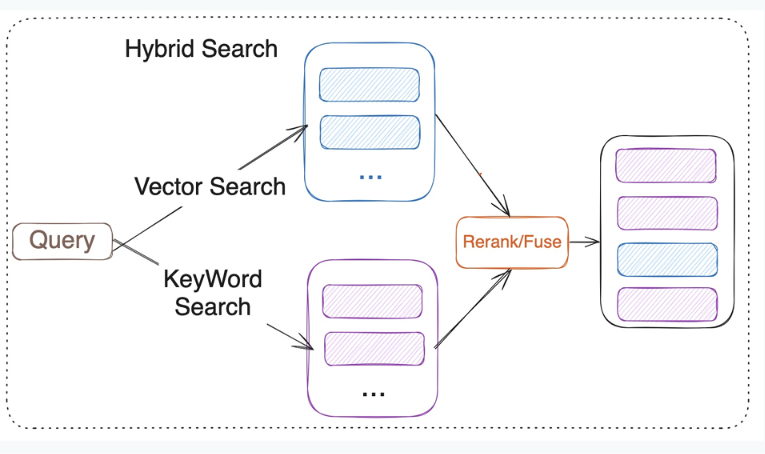 Hybrid Search
Vector Search
Query
KeyWord
Search
Rerank/Fuse
...
...